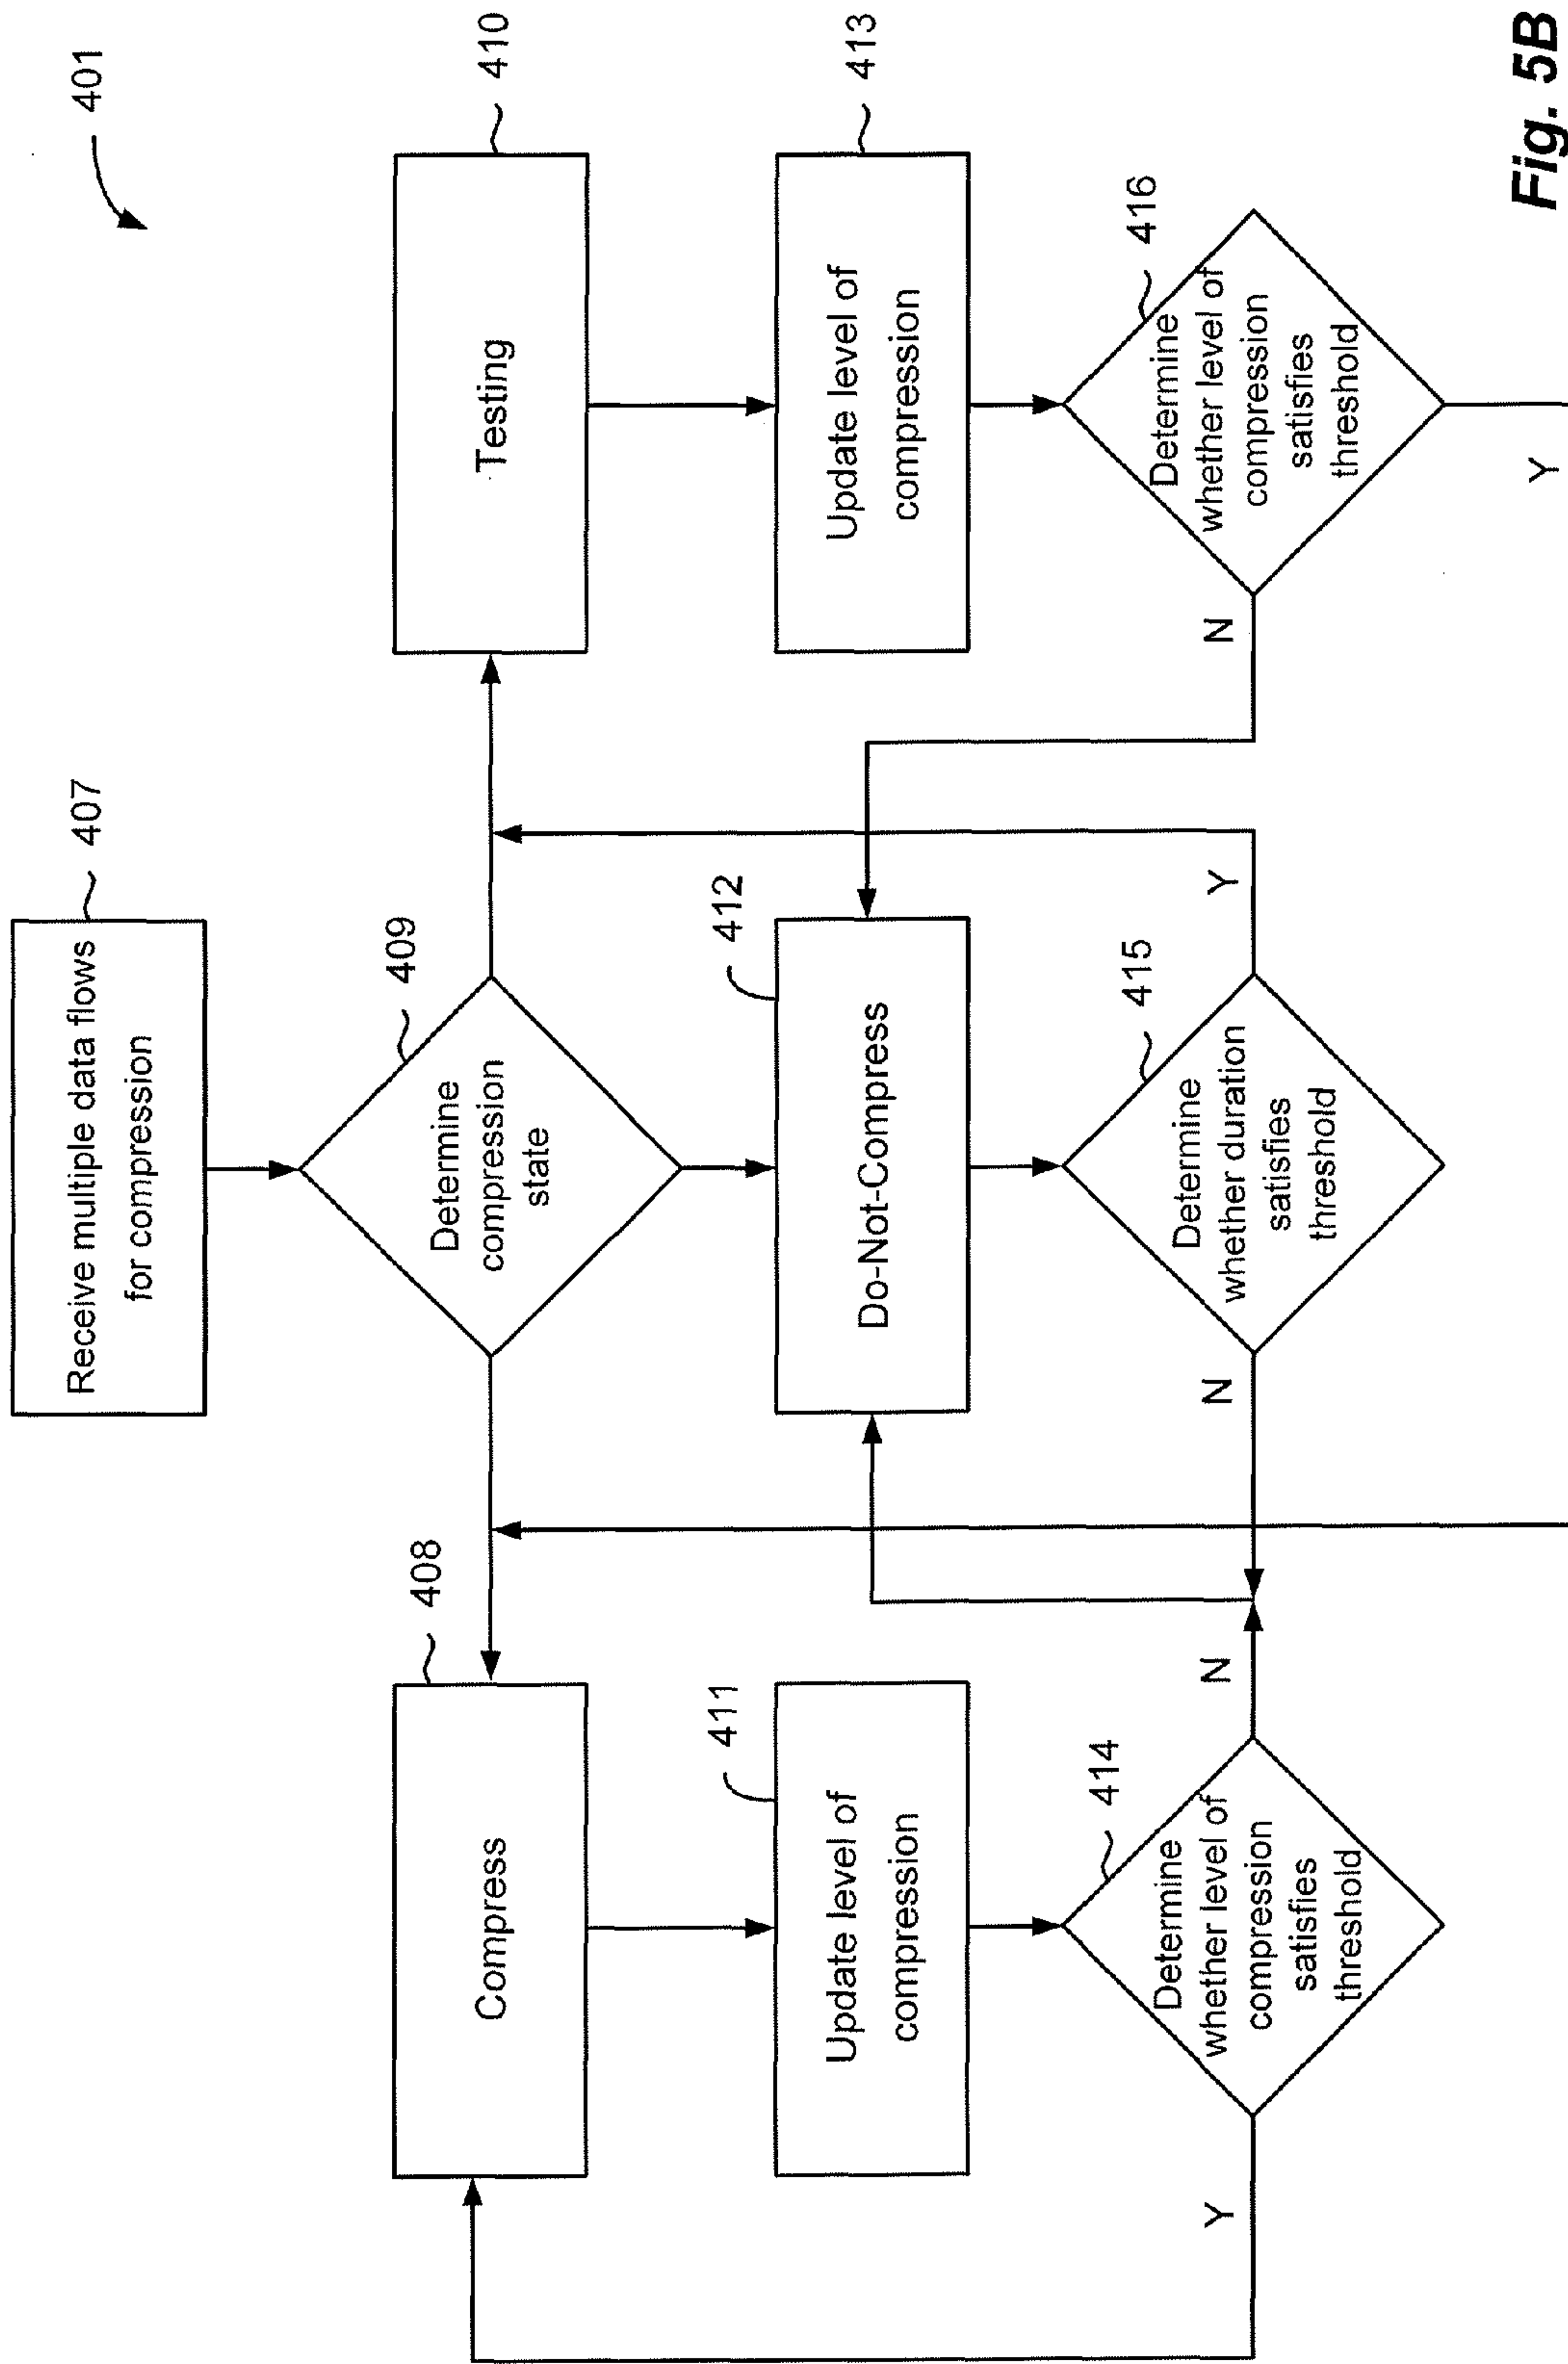 401
Receive multiple data flows
for compression
407
Determine
compression
state
409
Compress
408
Testing
410
Update level of
compression
411
Do-Not-Compress
412
Update level of
compression
413
Determine
whether level of
compression
satisfies
threshold
414
Y
N
Determine
whether duration
satisfies
threshold
415
N
Y
Determine
whether level of
compression
satisfies
threshold
416
N
Y
Fig. 5B